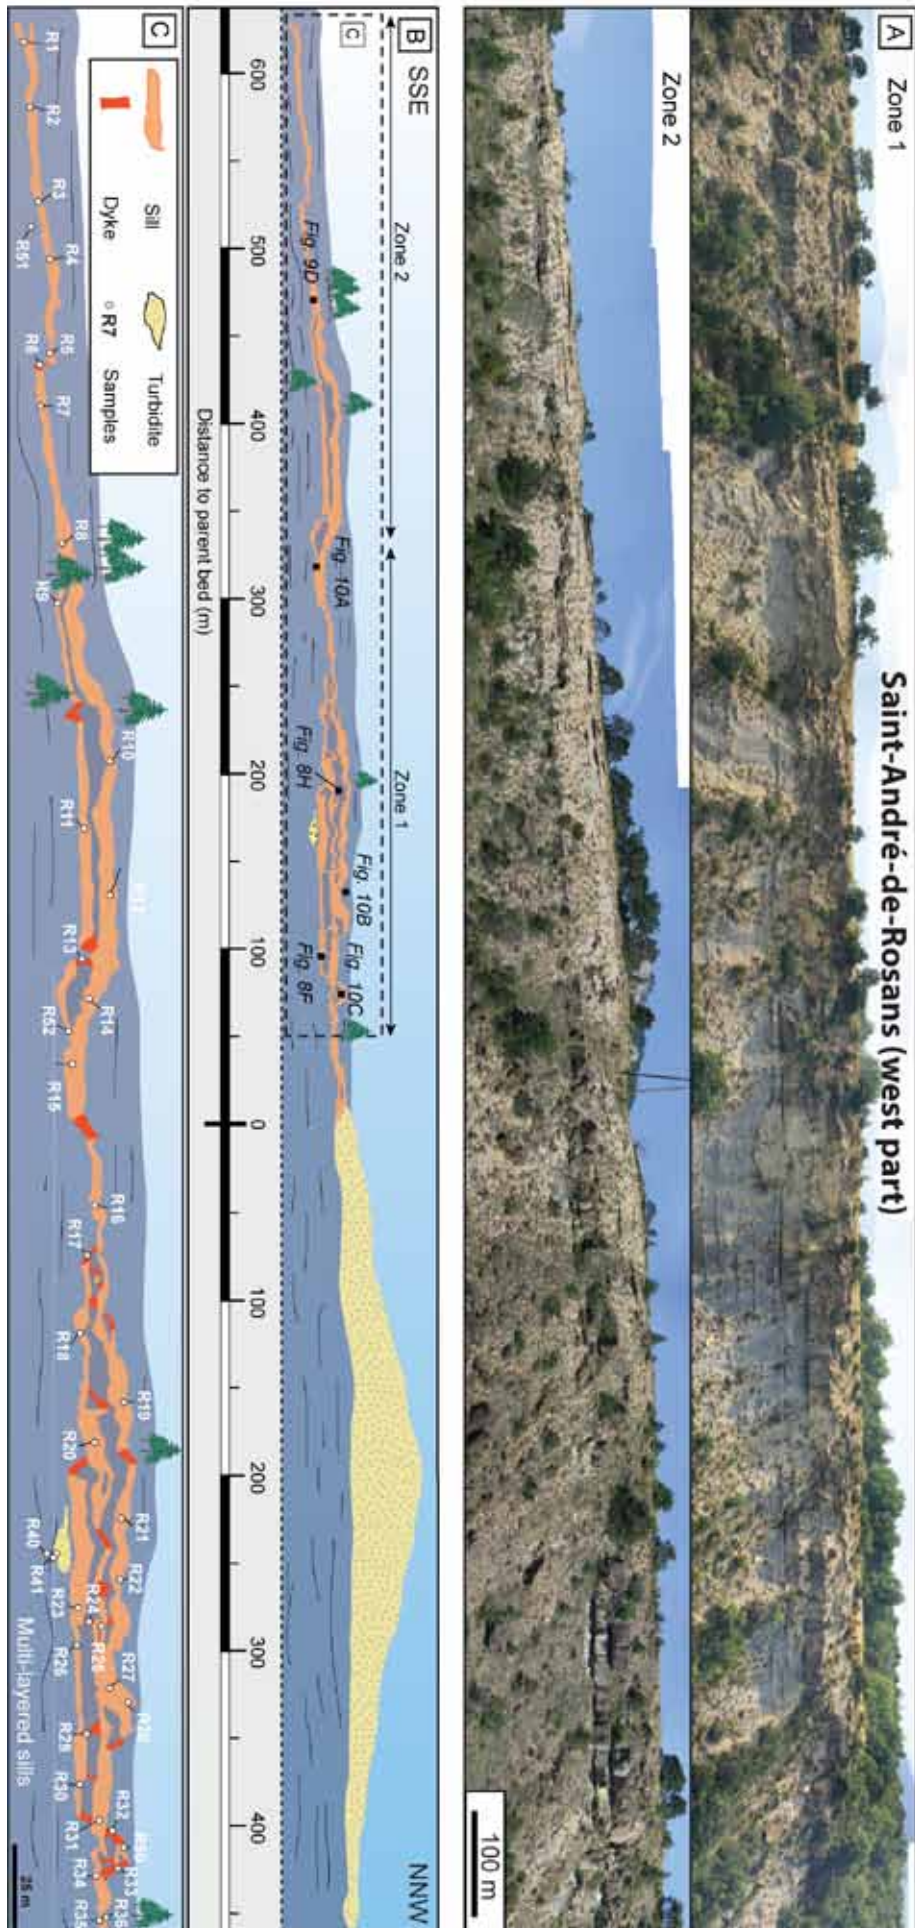 Saint-André-de-Rosans (west part)
A
Zone 1
Zone 2
100 m
B
SSE
NNW
Zone 2
Zone 1
C
Fig. 9D
Fig. 10A
Fig. 8H
Fig. 10B
Fig. 10C
Fig. 8F
600
500
400
300
200
100
0
100
200
300
400
Distance to parent bed (m)
C
Sill
Turbidite
Dyke
R7
Samples
R1
R2
R3
R51
R4
R5
R6
R7
R8
R9
R10
R11
R13
R14
R52
R15
R16
R17
R18
R19
R20
R21
R22
R40
R41
R23
R24
R26
R25
R27
R28
R29
R30
R31
R32
R33
R34
R35
R36
Multi-layered sills
25 m